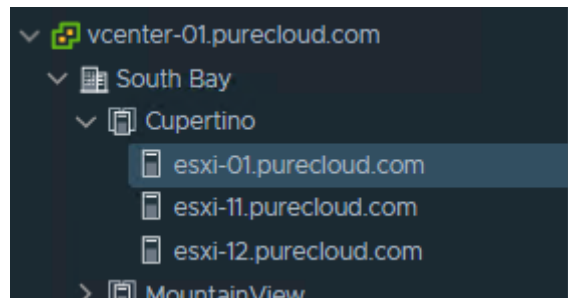 vcenter-01.purecloud.com
South Bay
Cupertino
esxi-01.purecloud.com
esxi-11.purecloud.com
esxi-12.purecloud.com
MountainView